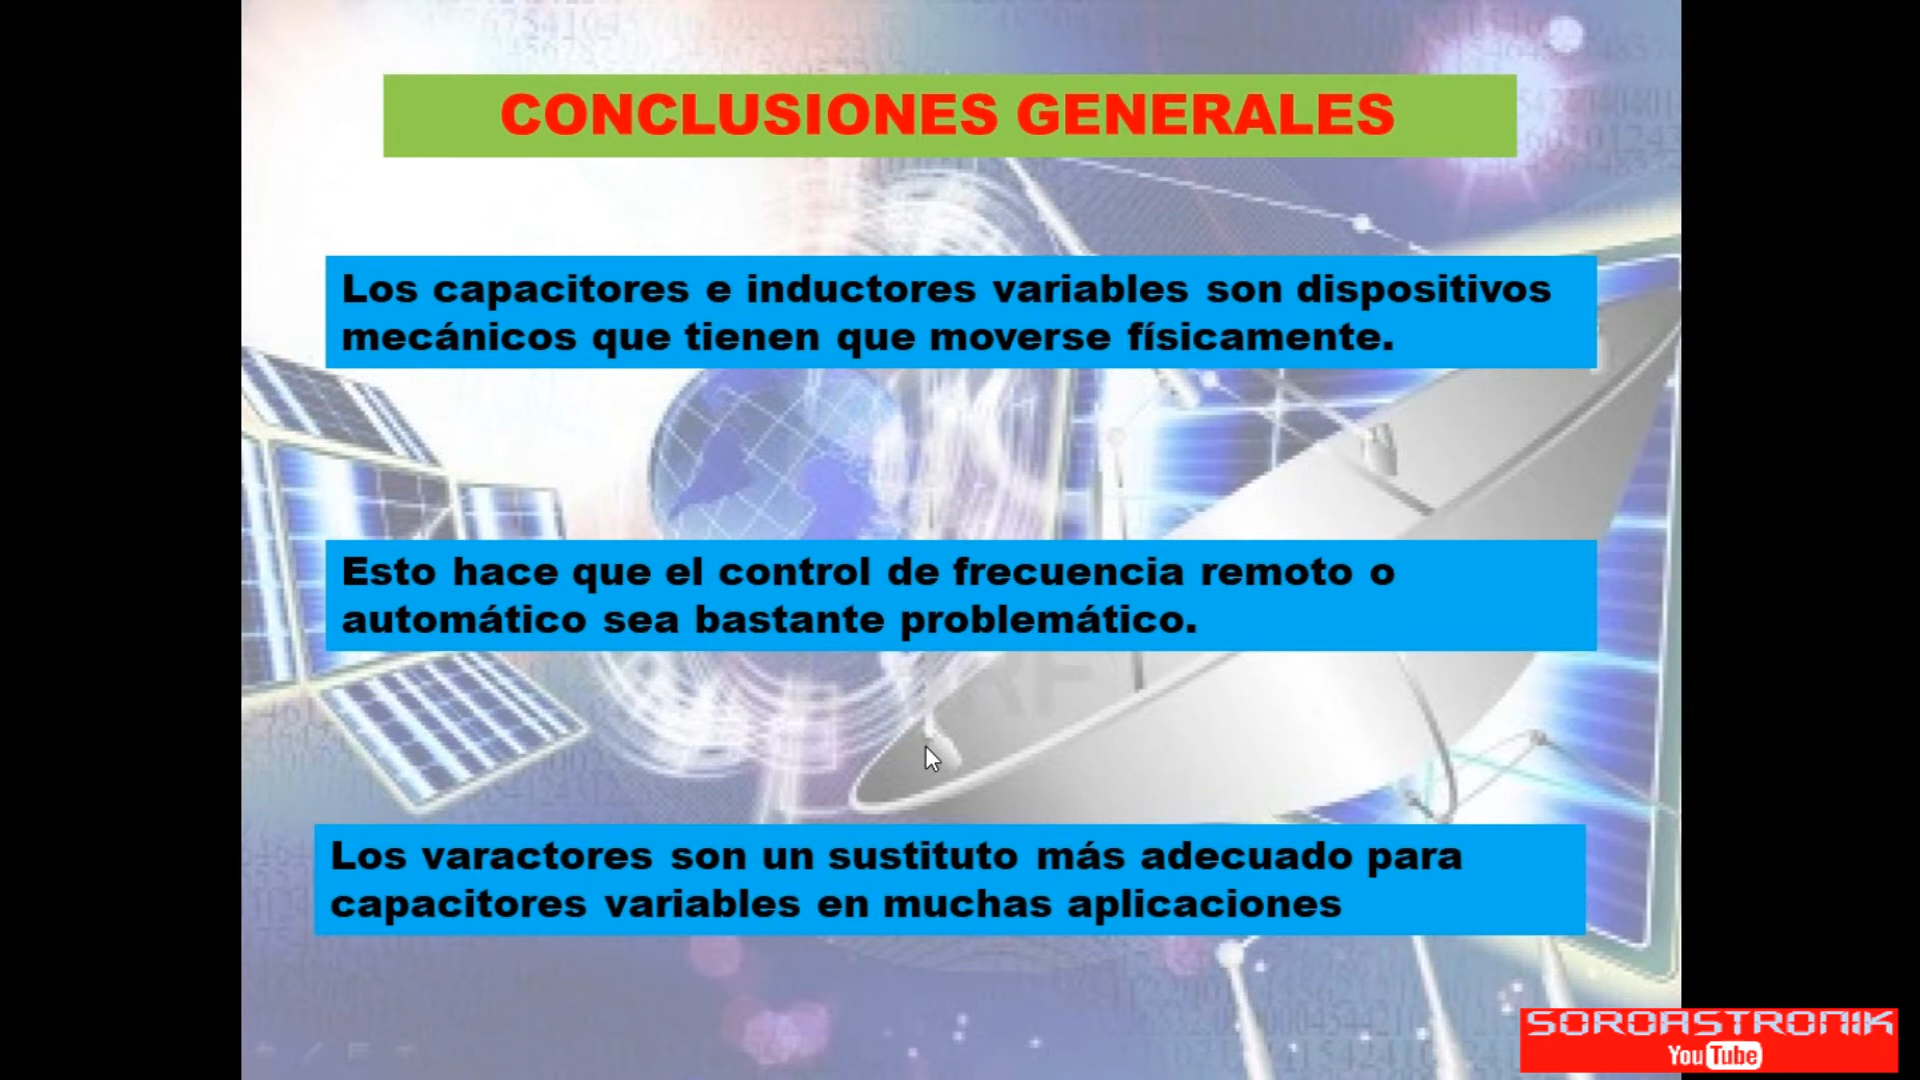 CONCLUSIONES GENERALES
Los capacitores e inductores variables son dispositivos
mecánicos que tienen que moverse físicamente.
Esto hace que el control de frecuencia remoto o
automático sea bastante problemático.
Los varactores son un sustituto más adecuado para
capacitores variables en muchas aplicaciones
SOROASTRONIK
YouTube